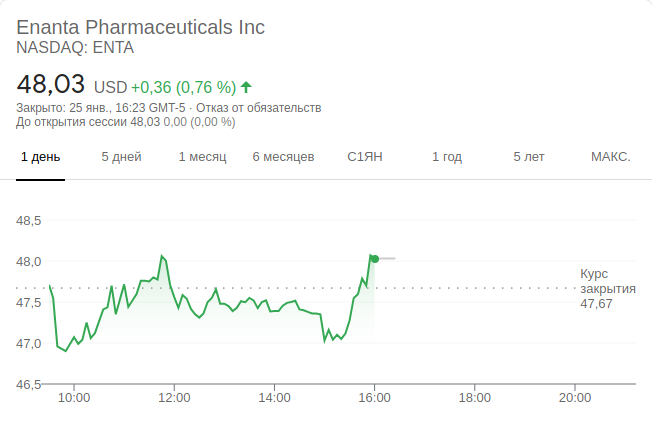 Enanta Pharmaceuticals Inc
NASDAQ: ENTA
48,03 USD +0,36 (0,76 %)
Закрыто: 25 янв., 16:23 GMT-5 · Отказ от обязательств
До открытия сессии 48,03 0,00 (0,00 %)
1 день 5 дней 1 месяц 6 месяцев С1ЯН 1 год 5 лет МАКС.
48,5
48,0
Курс
закрытия
47,67
47,5
47,0
46,5
10:00 12:00 14:00 16:00 18:00 20:00